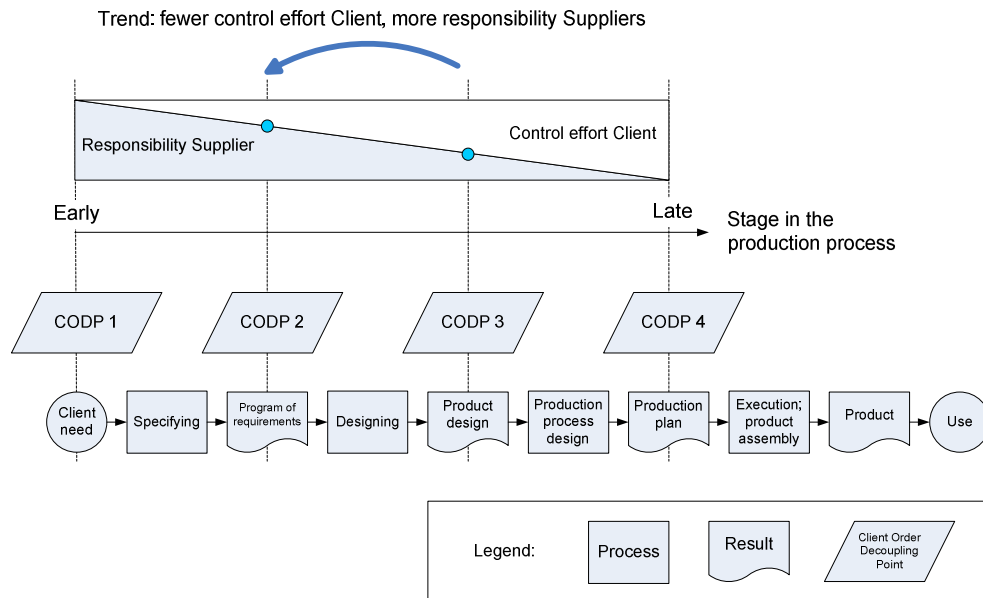 Trend: fewer control effort Client, more responsibility Suppliers
Control effort Client
Responsibility Supplier
Early
Late
Stage in the
production process
CODP 1
CODP 2
CODP 3
CODP 4
Client
need
Specifying
Program of
requirements
Designing
Product
design
Production
process
design
Production
plan
Execution;
product
assembly
Product
Use
Legend:
Process
Result
Client Order
Decoupling
Point